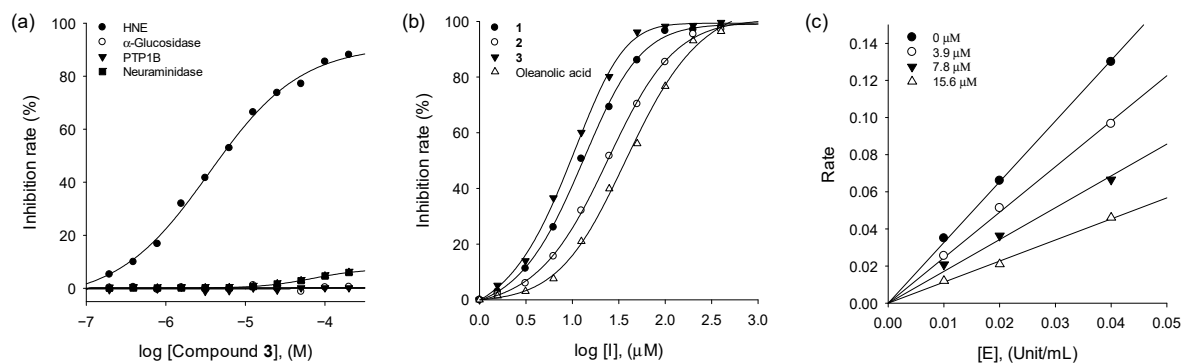 (a)
HNE
α-Glucosidase
PTP1B
Neuraminidase
100
80
60
40
20
0
Inhibition rate (%)
−7 −6 −5 −4
log [Compound 3], (M)
(b)
1
2
3
Oleanolic acid
100
80
60
40
20
0
Inhibition rate (%)
0.0 0.5 1.0 1.5 2.0 2.5 3.0
log [I], (μM)
(c)
0 μM
3.9 μM
7.8 μM
15.6 μM
0.14
0.12
0.10
0.08
0.06
0.04
0.02
0.00
Rate
0.00 0.01 0.02 0.03 0.04 0.05
[E], (Unit/mL)